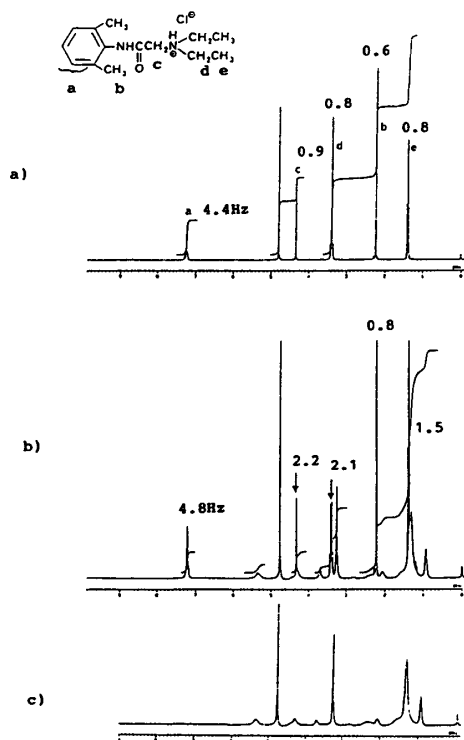 Cl⊖
CH₃
NHCCH₂N CH₂CH₃
H
⊕
O
CH₂CH₃
CH₃
a b c d e
a)
a 4.4Hz
0.9
c
0.8
d
0.6
b
0.8
e
b)
4.8Hz
2.2
2.1
0.8
1.5
c)